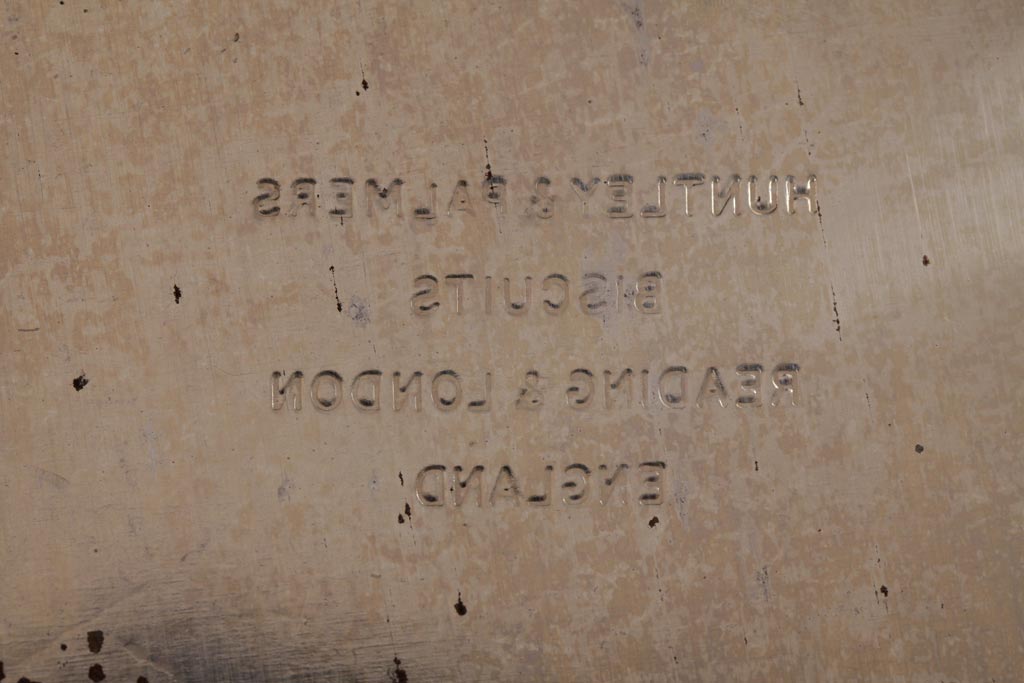 HUNTLEY & PALMERS
BISCUITS
READING & LONDON
ENGLAND